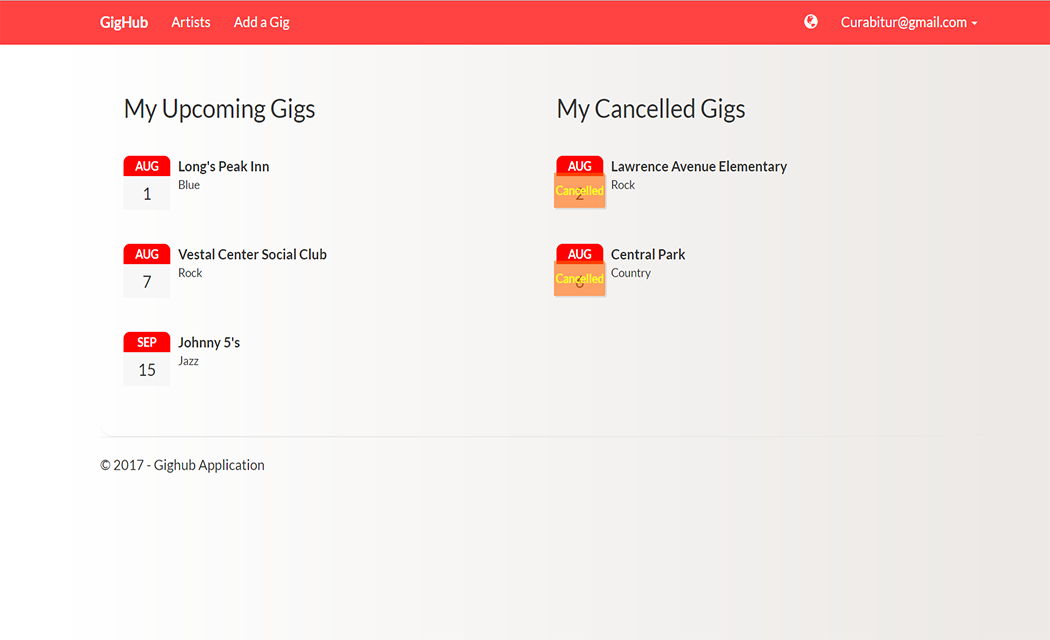 GigHub Artists Add a Gig Curabitur@gmail.com
My Upcoming Gigs
AUG
1
Long's Peak Inn
Blue
AUG
7
Vestal Center Social Club
Rock
SEP
15
Johnny 5's
Jazz
My Cancelled Gigs
AUG
Cancelled
2
Lawrence Avenue Elementary
Rock
AUG
Cancelled
Central Park
Country
© 2017 - Gighub Application